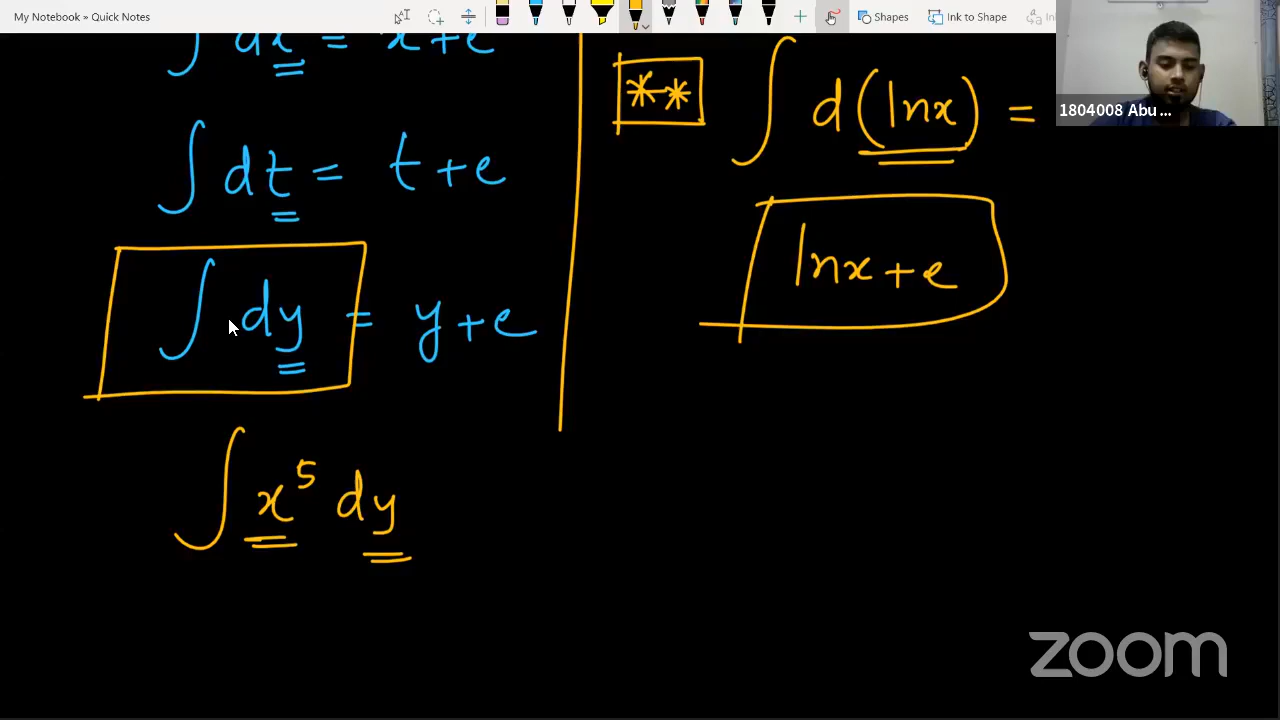 My Notebook » Quick Notes
Shapes
Ink to Shape
1804008 Abu ...
∫ dx = x + c
∫ dt = t + c
∫ dy = y + c
∫ x⁵ dy
** ∫ d(lnx) =
lnx + c
zoom